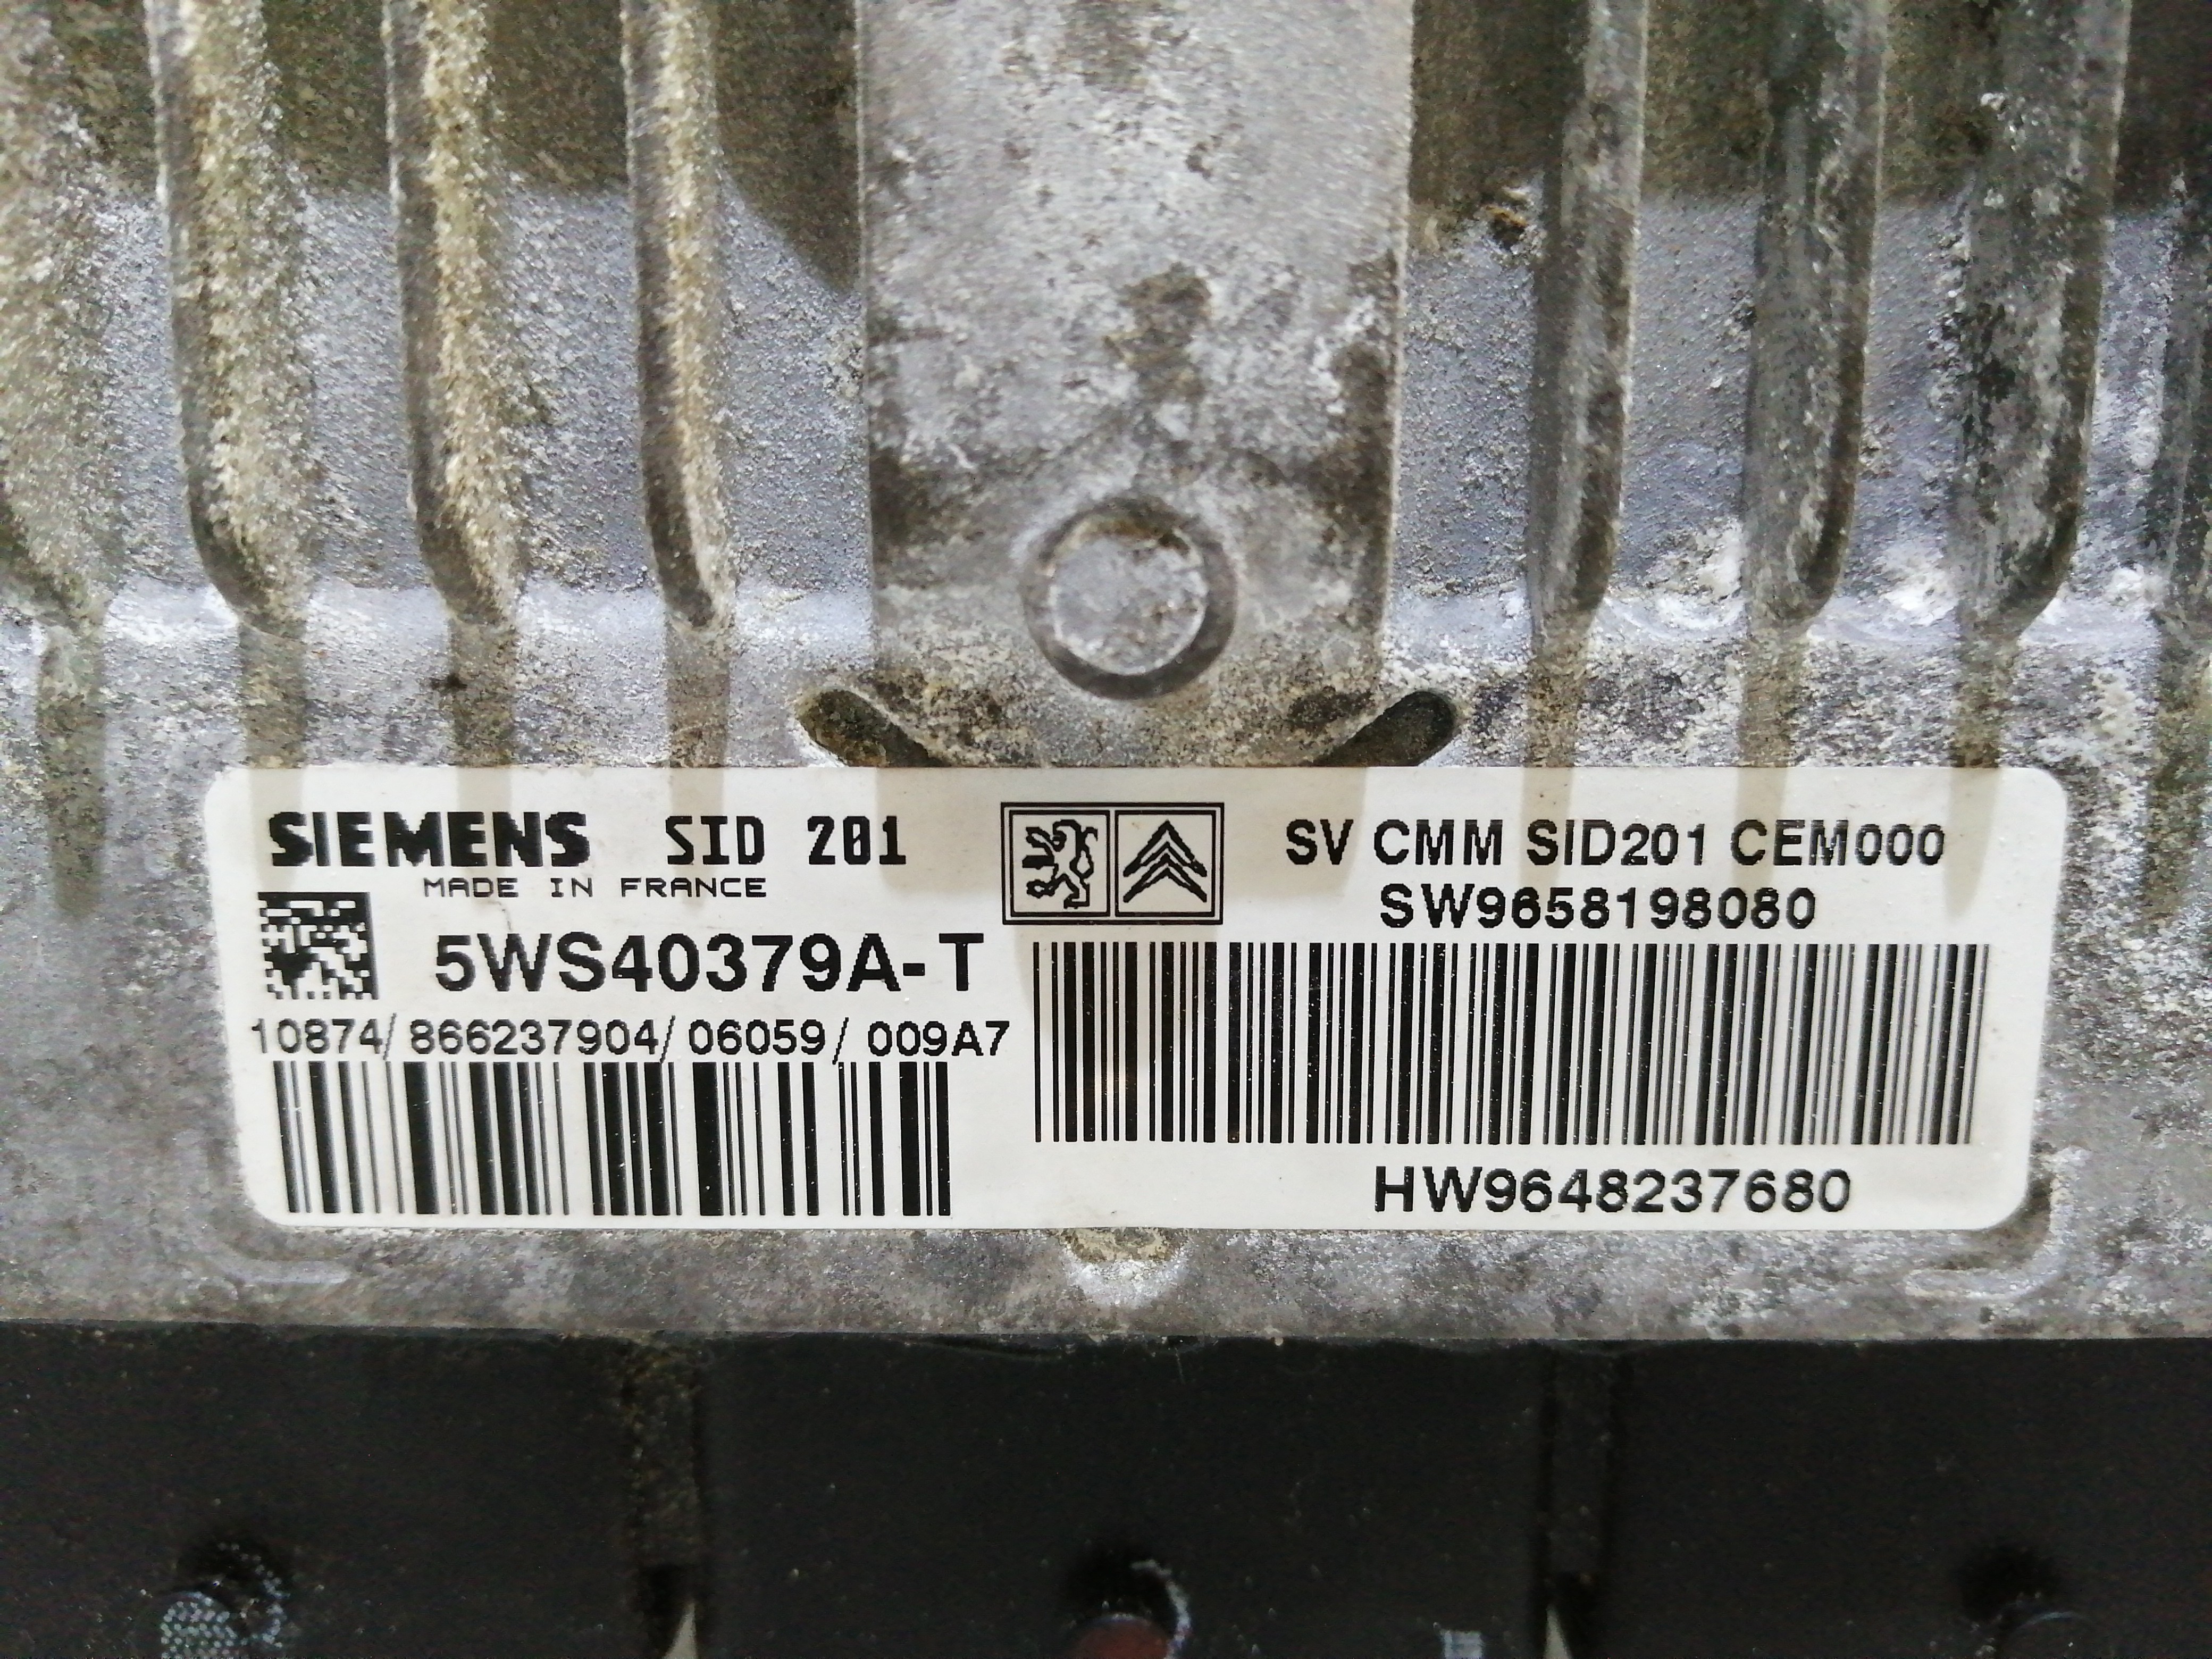 SIEMENS SID 201
MADE IN FRANCE
5WS40379A-T
10874/866237904/06059/009A7
SV CMM SID201 CEM000
SW9658198080
HW9648237680